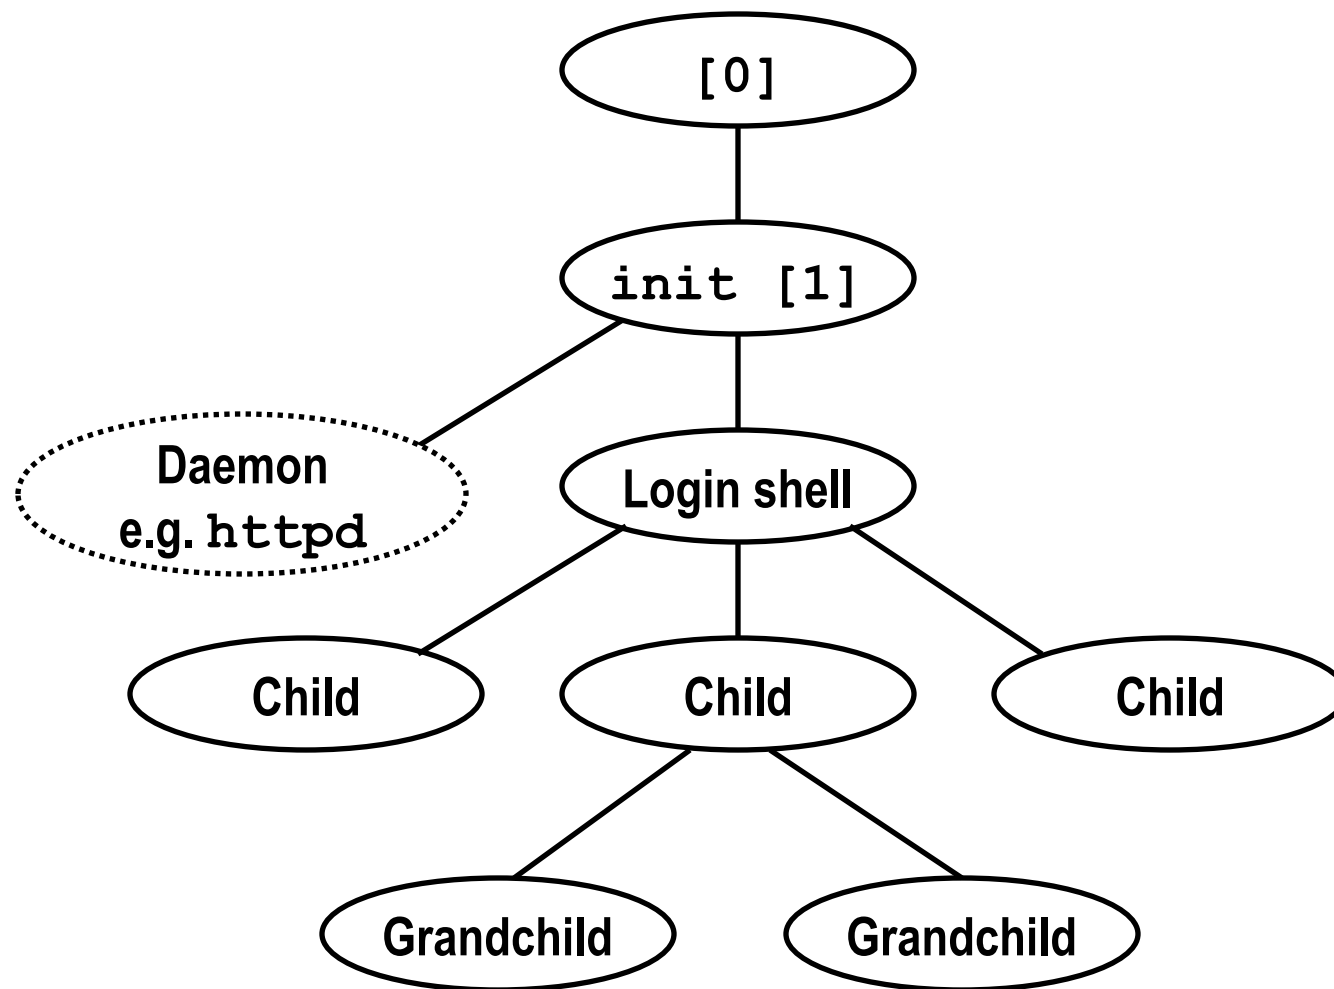 [0]
init [1]
Daemon
e.g. httpd
Login shell
Child
Child
Child
Grandchild
Grandchild